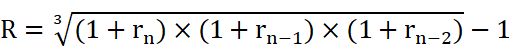 R = ∛((1 + rₙ) × (1 + rₙ₋₁) × (1 + rₙ₋₂)) − 1